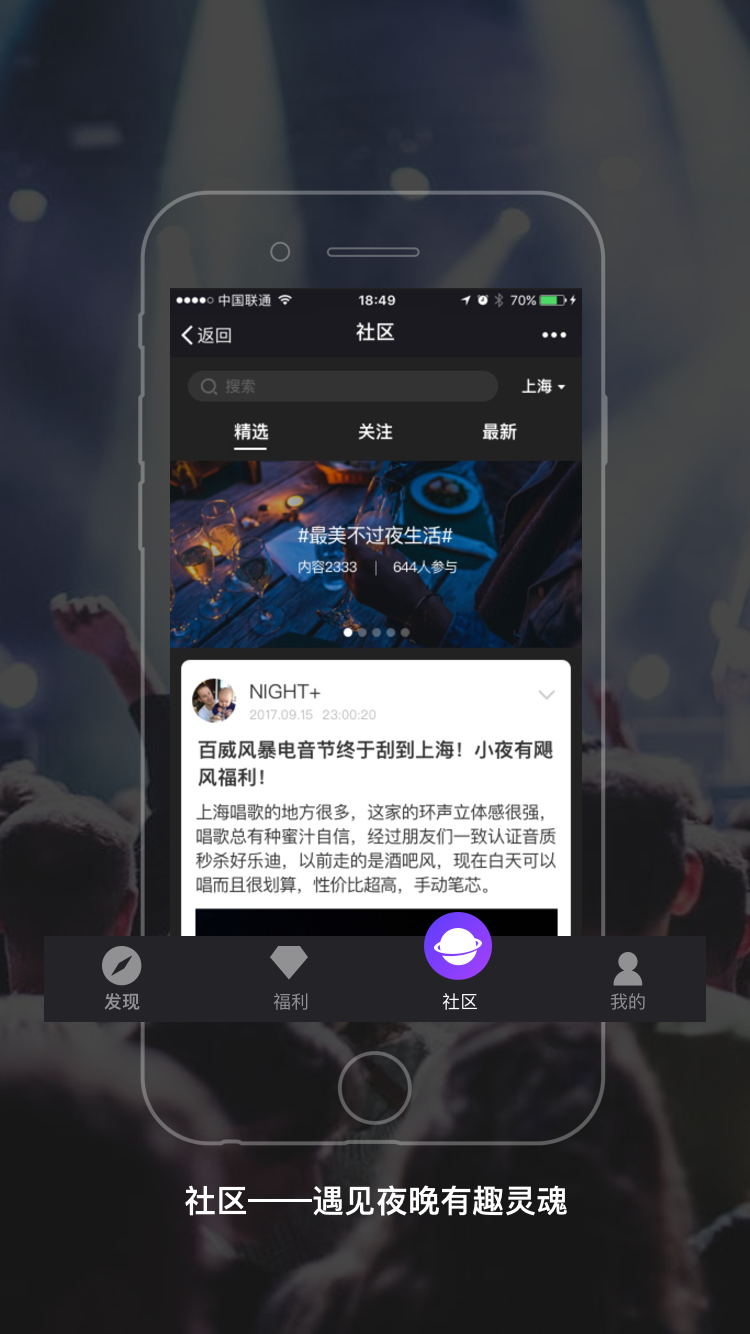 中国联通 18:49 70%
返回 社区
搜索 上海
精选 关注 最新
#最美不过夜生活#
内容2333 | 644人参与
NIGHT+
2017.09.15 23:00:20
百威风暴电音节终于刮到上海！小夜有飓
风福利！
上海唱歌的地方很多，这家的环声立体感很强，
唱歌总有种蜜汁自信，经过朋友们一致认证音质
秒杀好乐迪，以前走的是酒吧风，现在白天可以
唱而且很划算，性价比超高，手动笔芯。
发现 福利 社区 我的
社区——遇见夜晚有趣灵魂